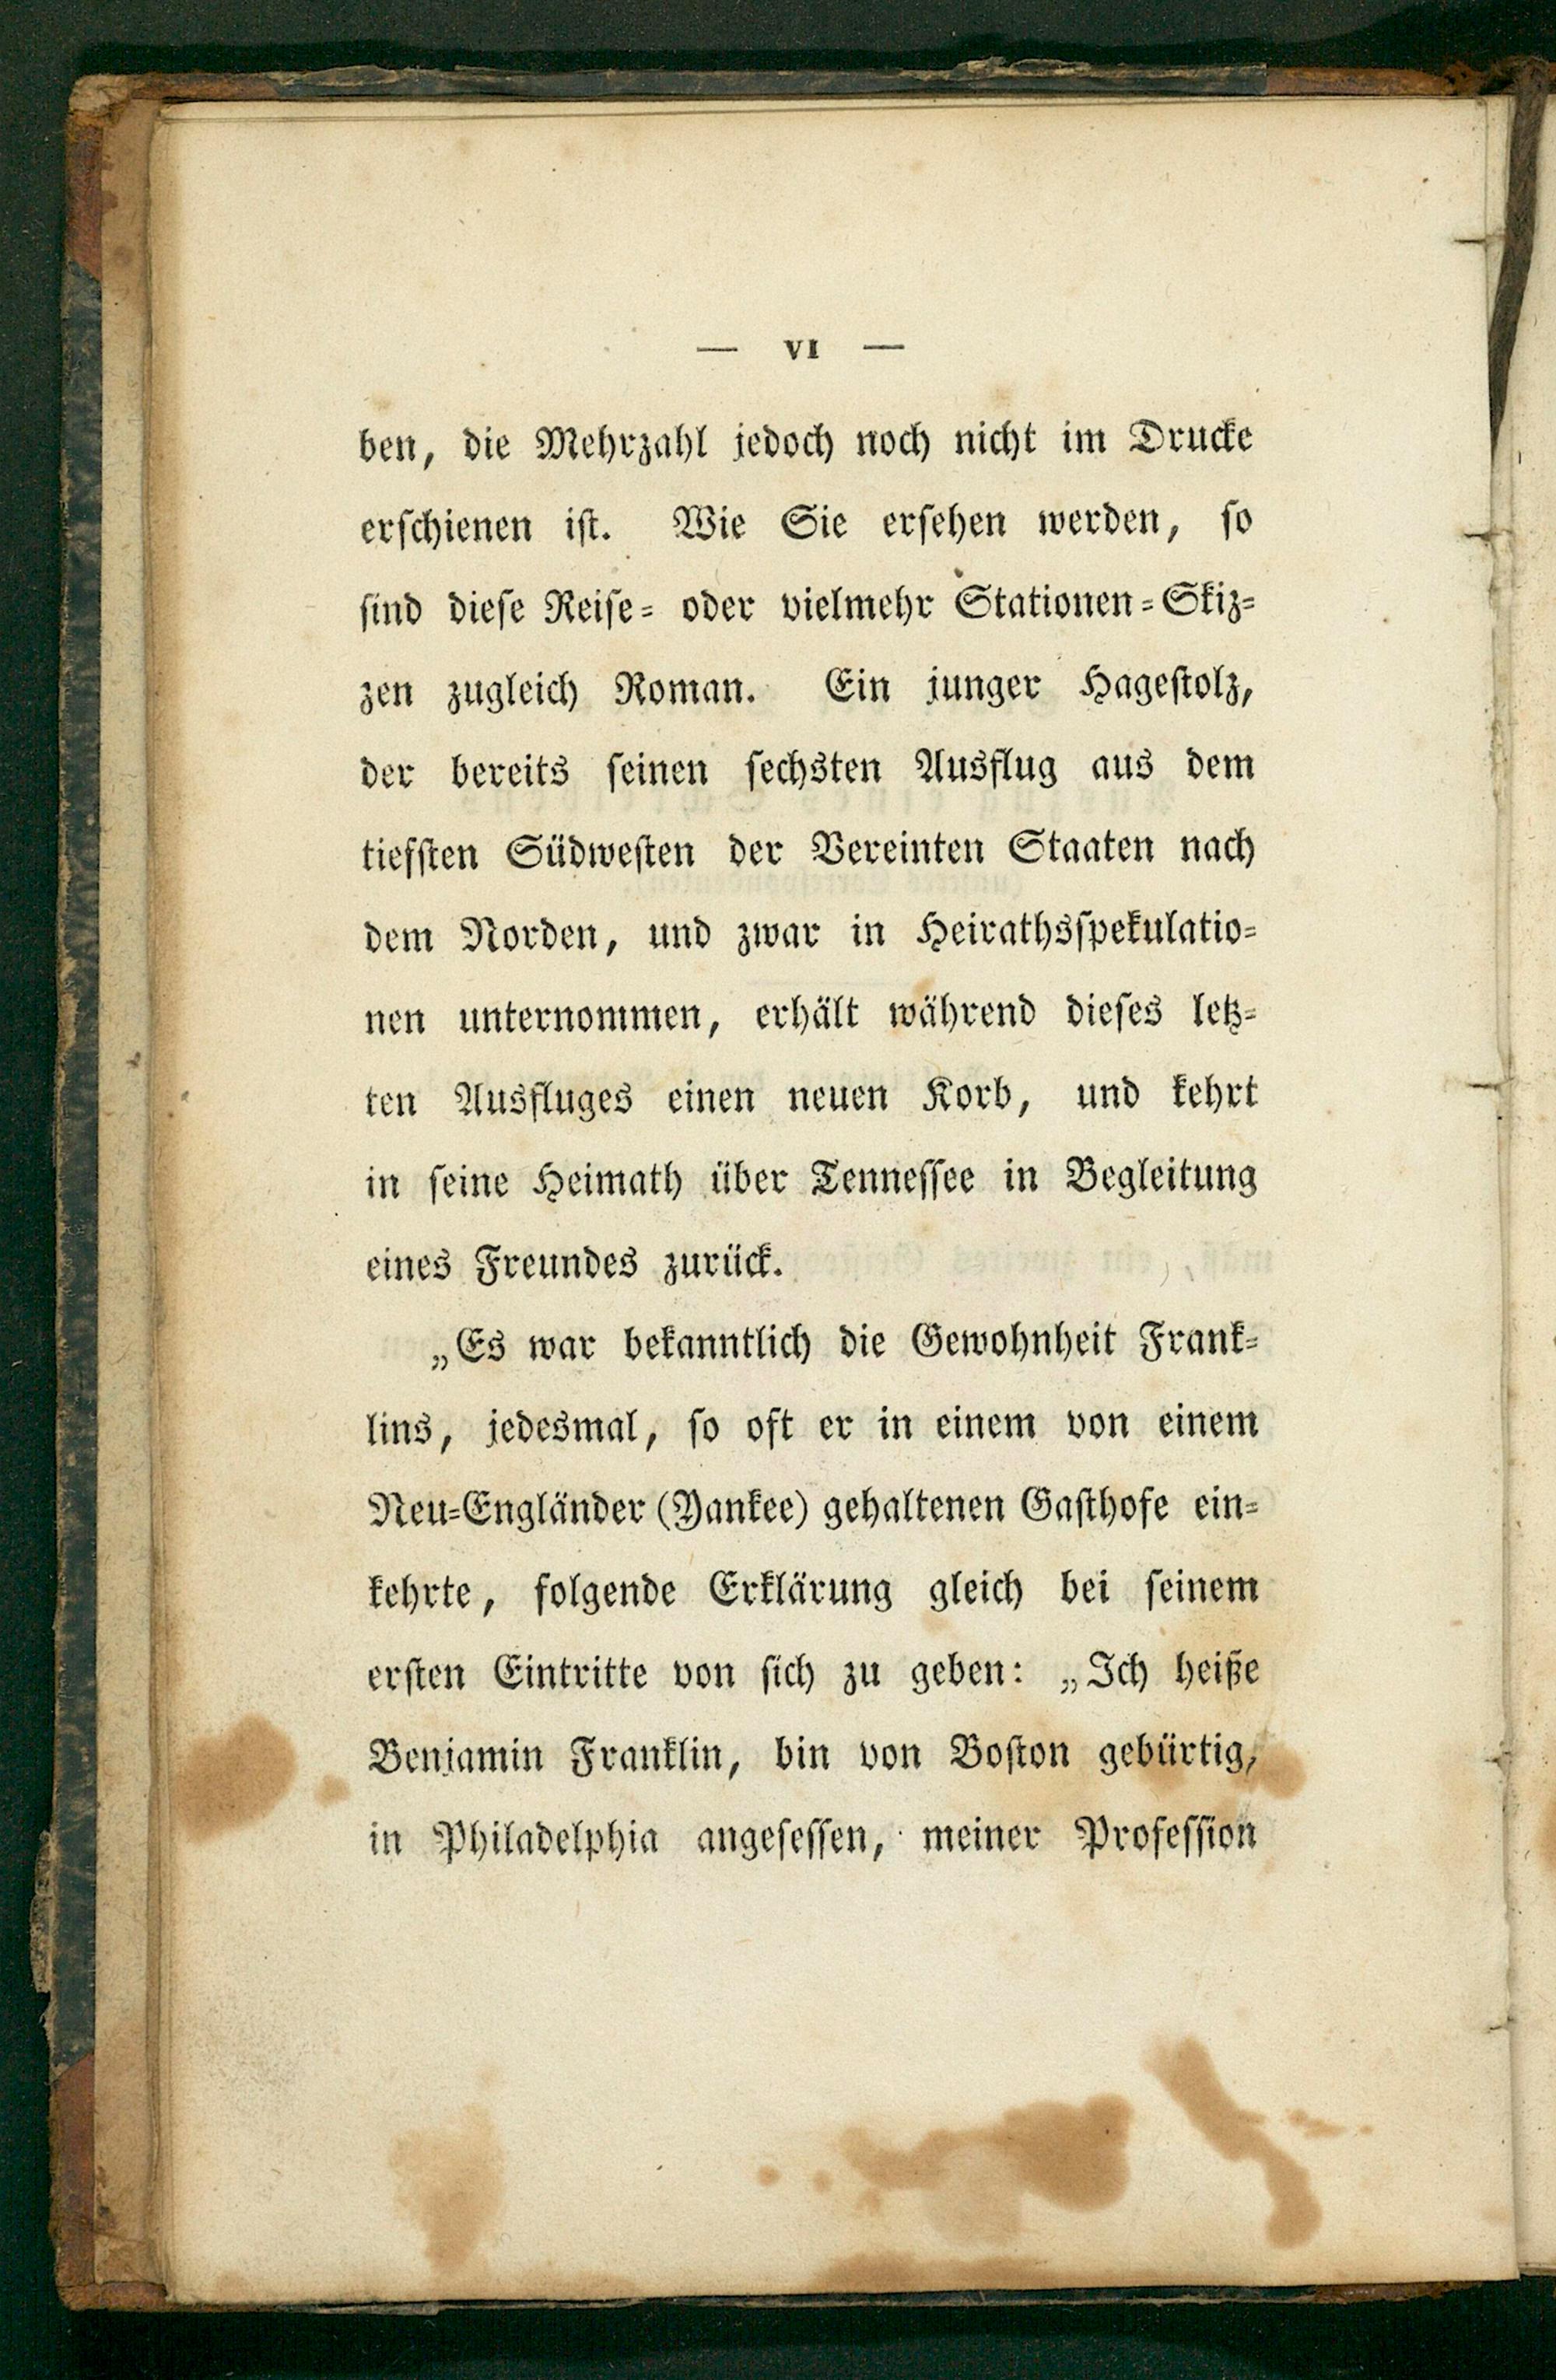 — VI —
ben, die Mehrzahl jedoch noch nicht im Drucke
erſchienen iſt. Wie Sie erſehen werden, ſo
ſind dieſe Reiſe= oder vielmehr Stationen=Skiz=
zen zugleich Roman. Ein junger Hageſtolz,
der bereits ſeinen ſechsten Ausflug aus dem
tiefſten Südweſten der Vereinten Staaten nach
dem Norden, und zwar in Heirathsſpekulatio=
nen unternommen, erhält während dieſes letz=
ten Ausfluges einen neuen Korb, und kehrt
in ſeine Heimath über Tenneſſee in Begleitung
eines Freundes zurück.
„Es war bekanntlich die Gewohnheit Frank=
lins, jedesmal, ſo oft er in einem von einem
Neu=Engländer (Yankee) gehaltenen Gaſthofe ein=
kehrte, folgende Erklärung gleich bei ſeinem
erſten Eintritte von ſich zu geben: „Ich heiße
Benjamin Franklin, bin von Boſton gebürtig,
in Philadelphia angeſeſſen, meiner Profeſſion